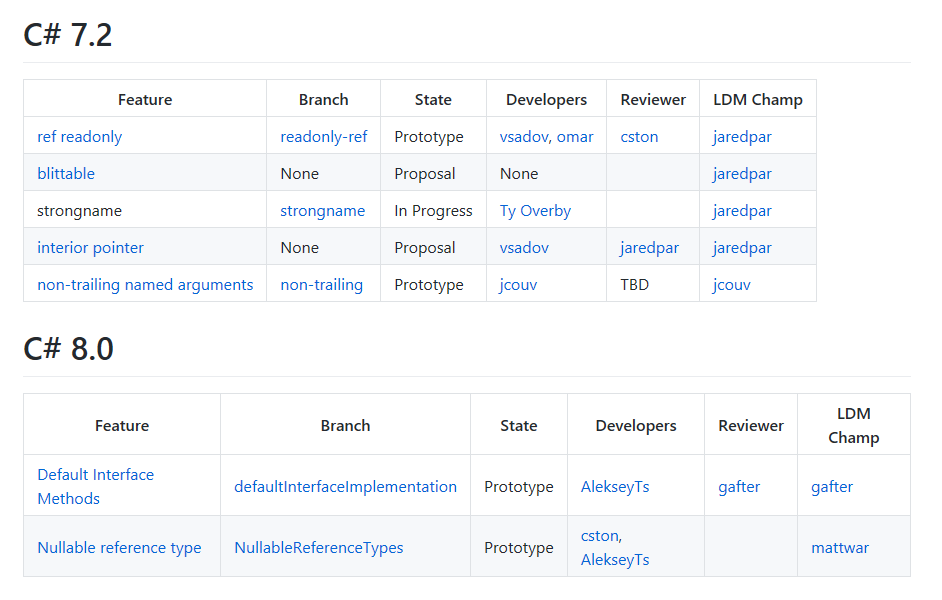 C# 7.2
Feature Branch State Developers Reviewer LDM Champ
ref readonly readonly-ref Prototype vsadov, omar cston jaredpar
blittable None Proposal None jaredpar
strongname strongname In Progress Ty Overby jaredpar
interior pointer None Proposal vsadov jaredpar jaredpar
non-trailing named arguments non-trailing Prototype jcouv TBD jcouv
C# 8.0
Feature Branch State Developers Reviewer LDM
Champ
Default Interface
Methods defaultInterfaceImplementation Prototype AlekseyTs gafter gafter
Nullable reference type NullableReferenceTypes Prototype cston,
AlekseyTs mattwar